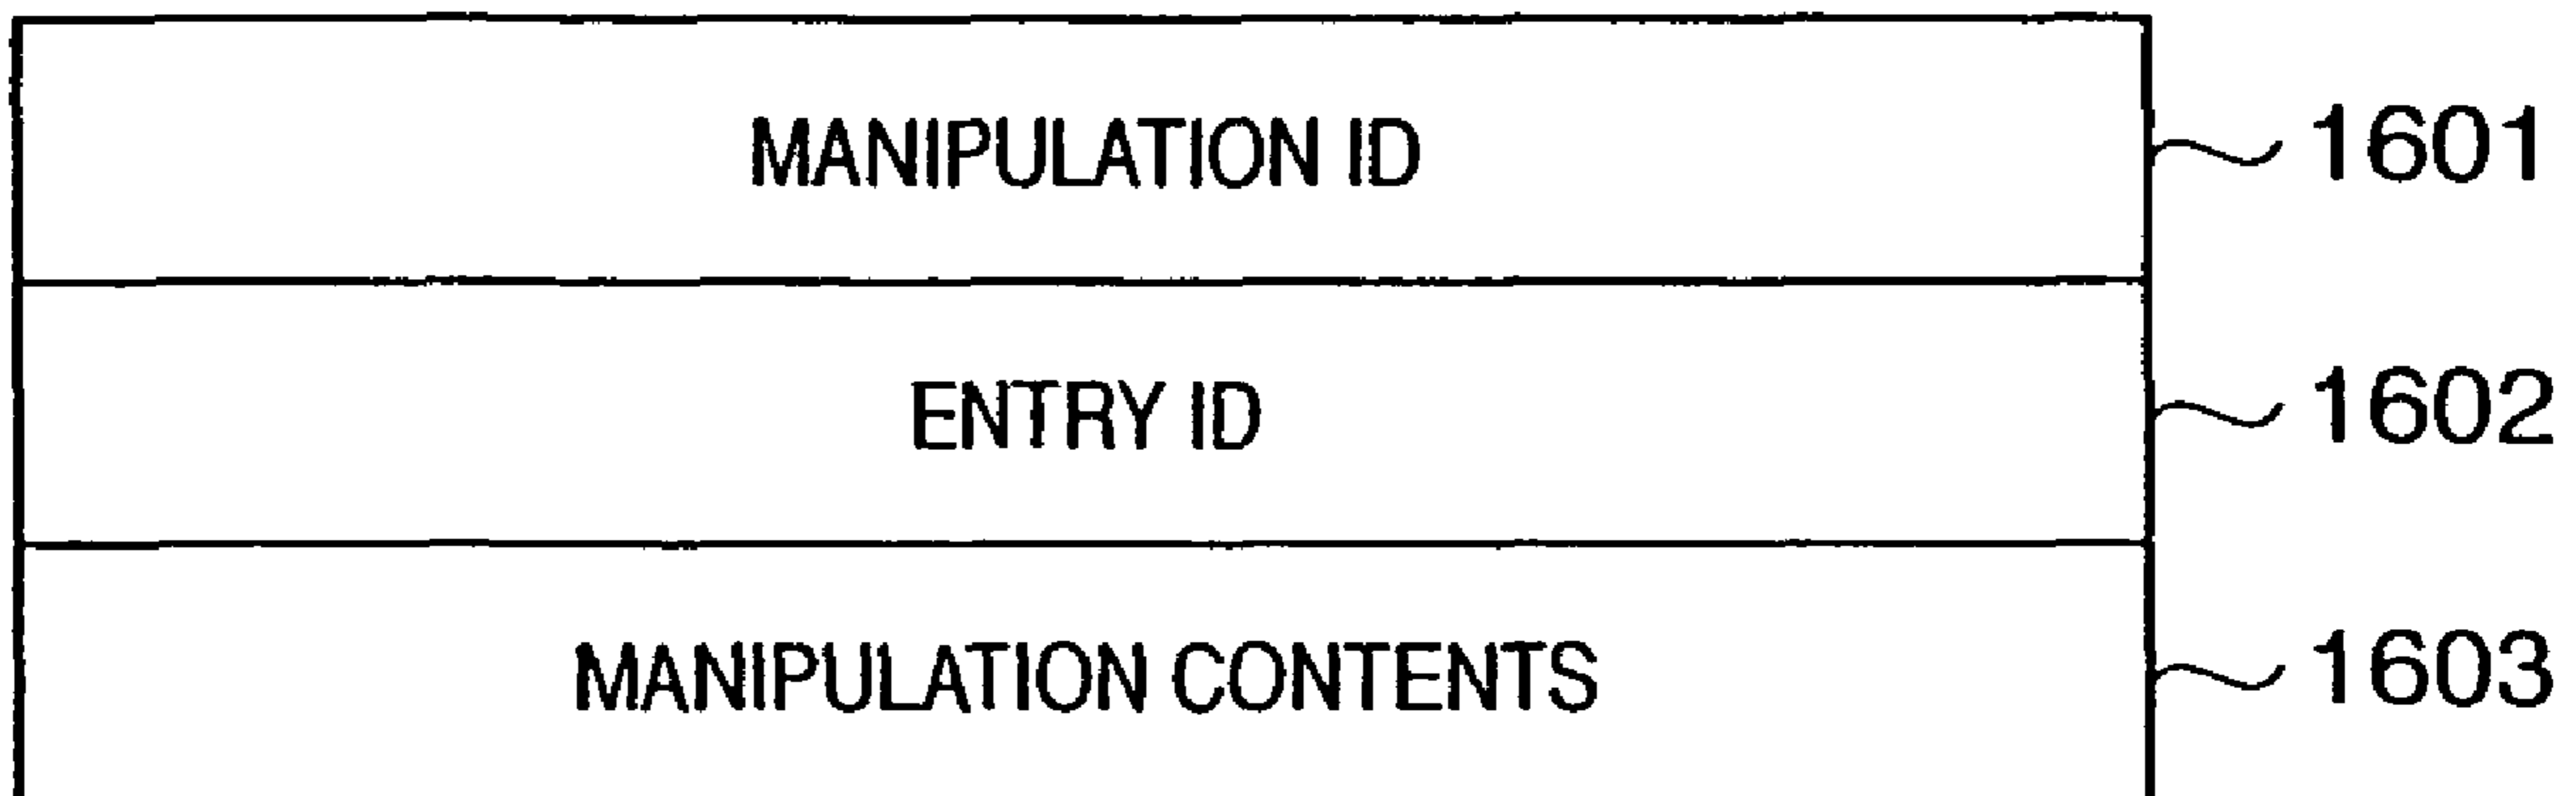 MANIPULATION ID 1601
ENTRY ID 1602
MANIPULATION CONTENTS 1603